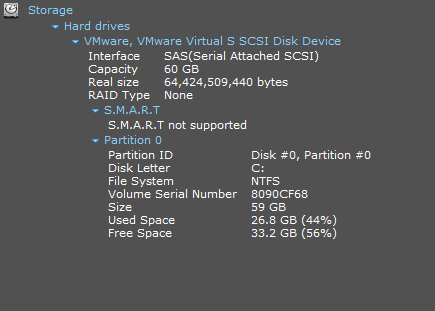 Storage
Hard drives
VMware, VMware Virtual S SCSI Disk Device
Interface SAS(Serial Attached SCSI)
Capacity 60 GB
Real size 64,424,509,440 bytes
RAID Type None
S.M.A.R.T
S.M.A.R.T not supported
Partition 0
Partition ID Disk #0, Partition #0
Disk Letter C:
File System NTFS
Volume Serial Number 8090CF68
Size 59 GB
Used Space 26.8 GB (44%)
Free Space 33.2 GB (56%)